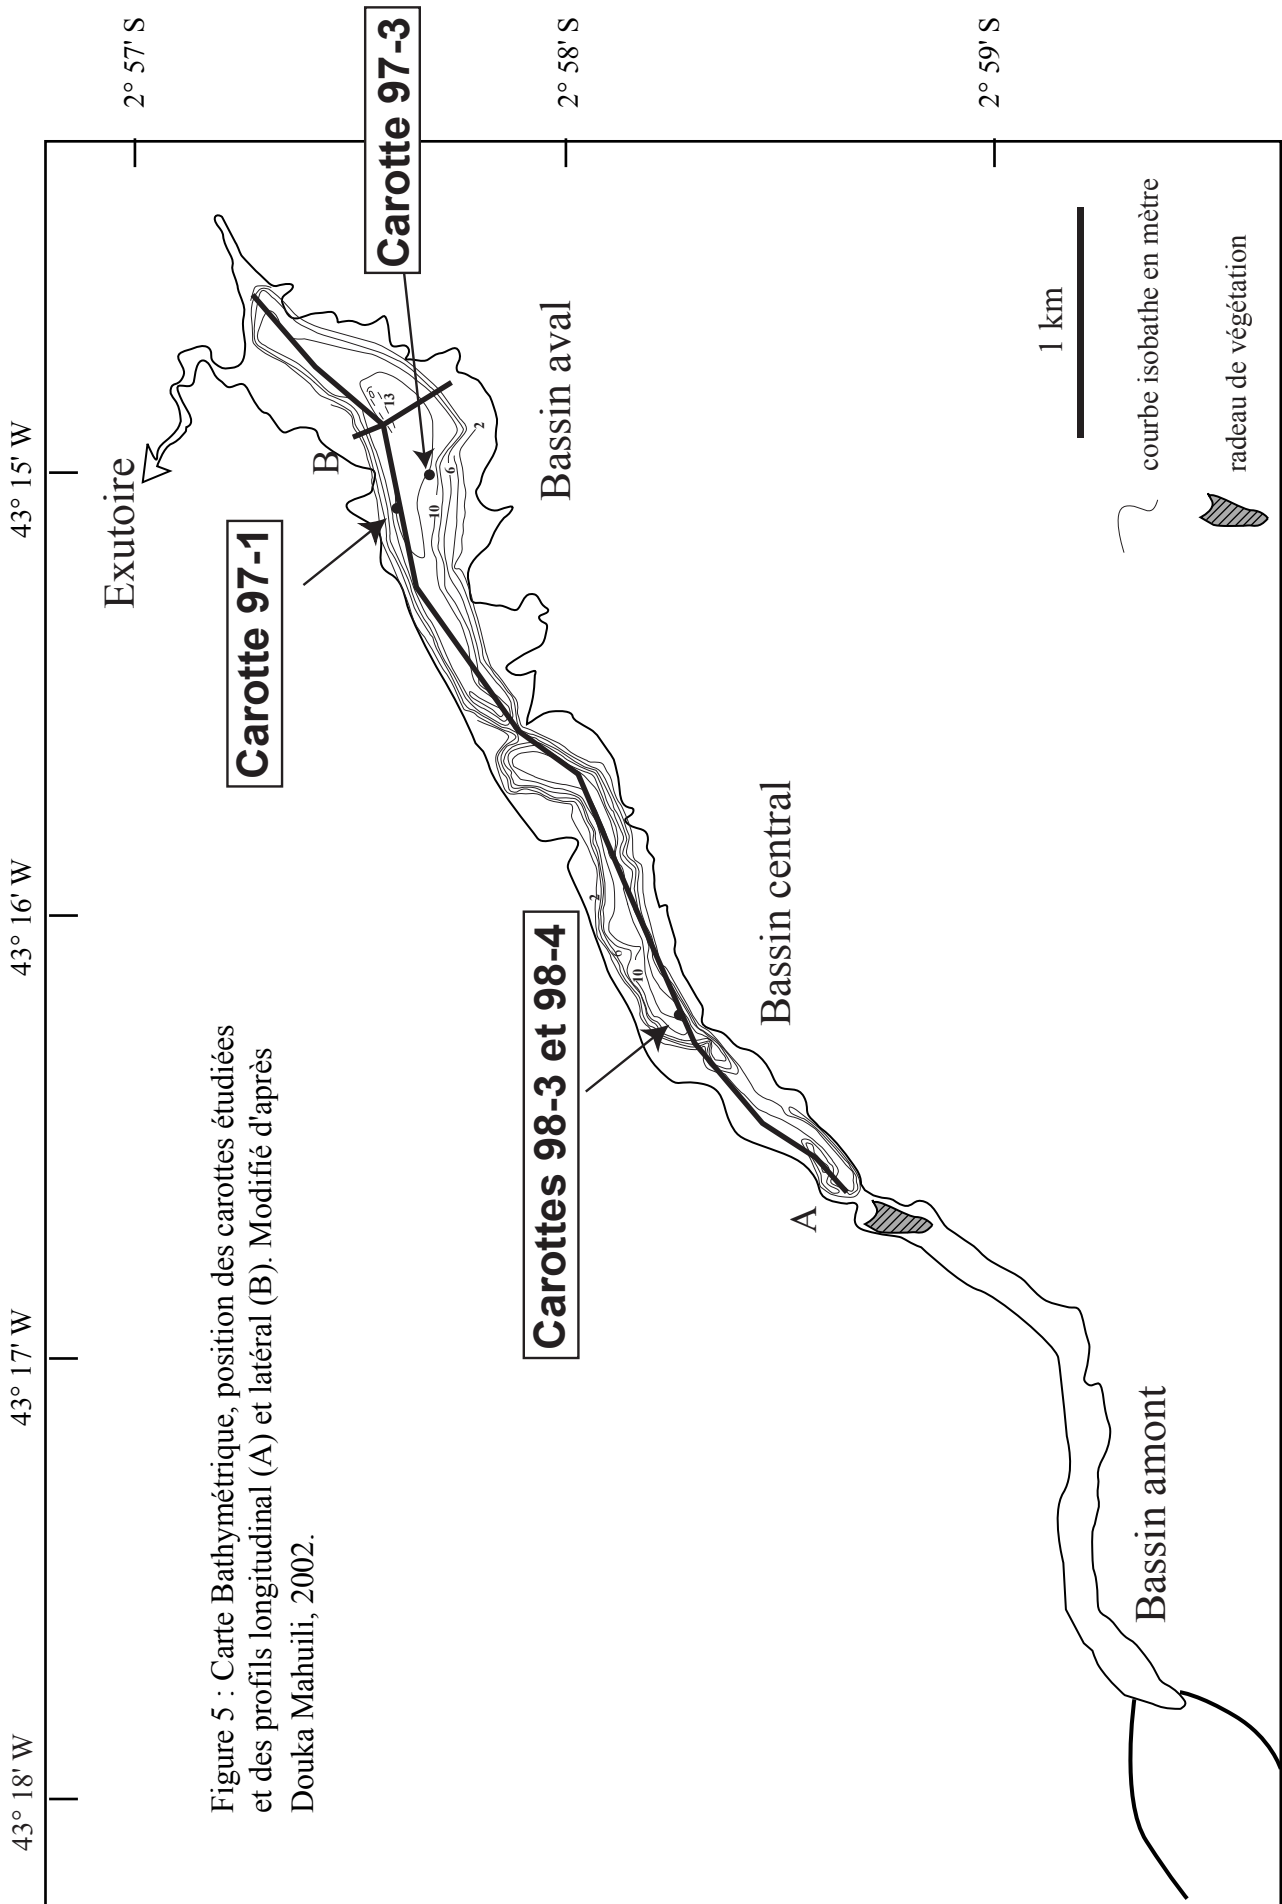 43° 18' W
43° 17' W
43° 16' W
43° 15' W
2° 57' S
2° 58' S
2° 59' S
Figure 5 : Carte Bathymétrique, position des carottes étudiées
et des profils longitudinal (A) et latéral (B). Modifié d'après
Douka Mahuili, 2002.
Exutoire
Carotte 97-1
B
Carotte 97-3
13
10
6
2
Bassin aval
Carottes 98-3 et 98-4
2
6
10
Bassin central
A
Bassin amont
1 km
courbe isobathe en mètre
radeau de végétation